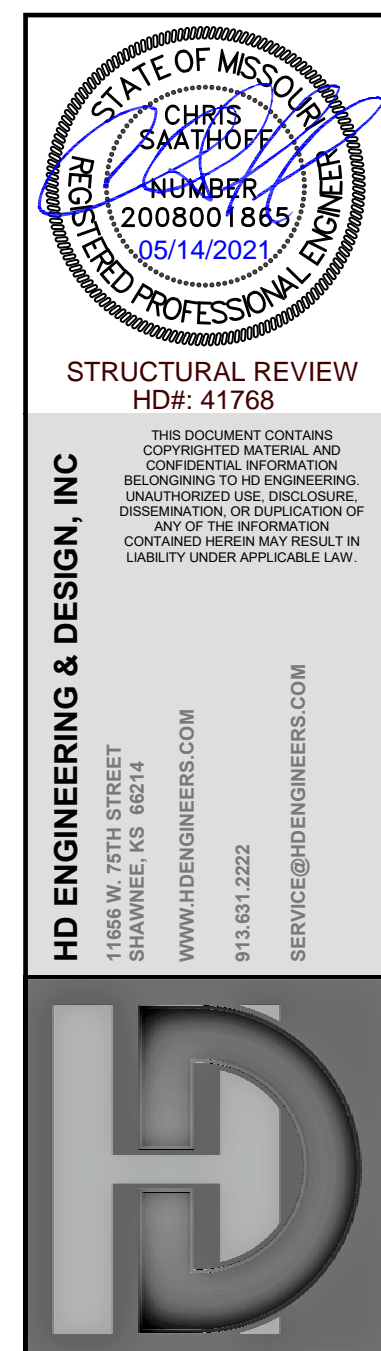 STATE OF MISSOURI
CHRIS
SAATHOFF
NUMBER
2008001865
05/14/2021
REGISTERED PROFESSIONAL ENGINEER
STRUCTURAL REVIEW
HD#: 41768
THIS DOCUMENT CONTAINS
COPYRIGHTED MATERIAL AND
CONFIDENTIAL INFORMATION
BELONGINING TO HD ENGINEERING.
UNAUTHORIZED USE, DISCLOSURE,
DISSEMINATION, OR DUPLICATION OF
ANY OF THE INFORMATION
CONTAINED HEREIN MAY RESULT IN
LIABILITY UNDER APPLICABLE LAW.
HD ENGINEERING & DESIGN, INC
11656 W. 75TH STREET
SHAWNEE, KS 66214
WWW.HDENGINEERS.COM
913.631.2222
SERVICE@HDENGINEERS.COM
HD